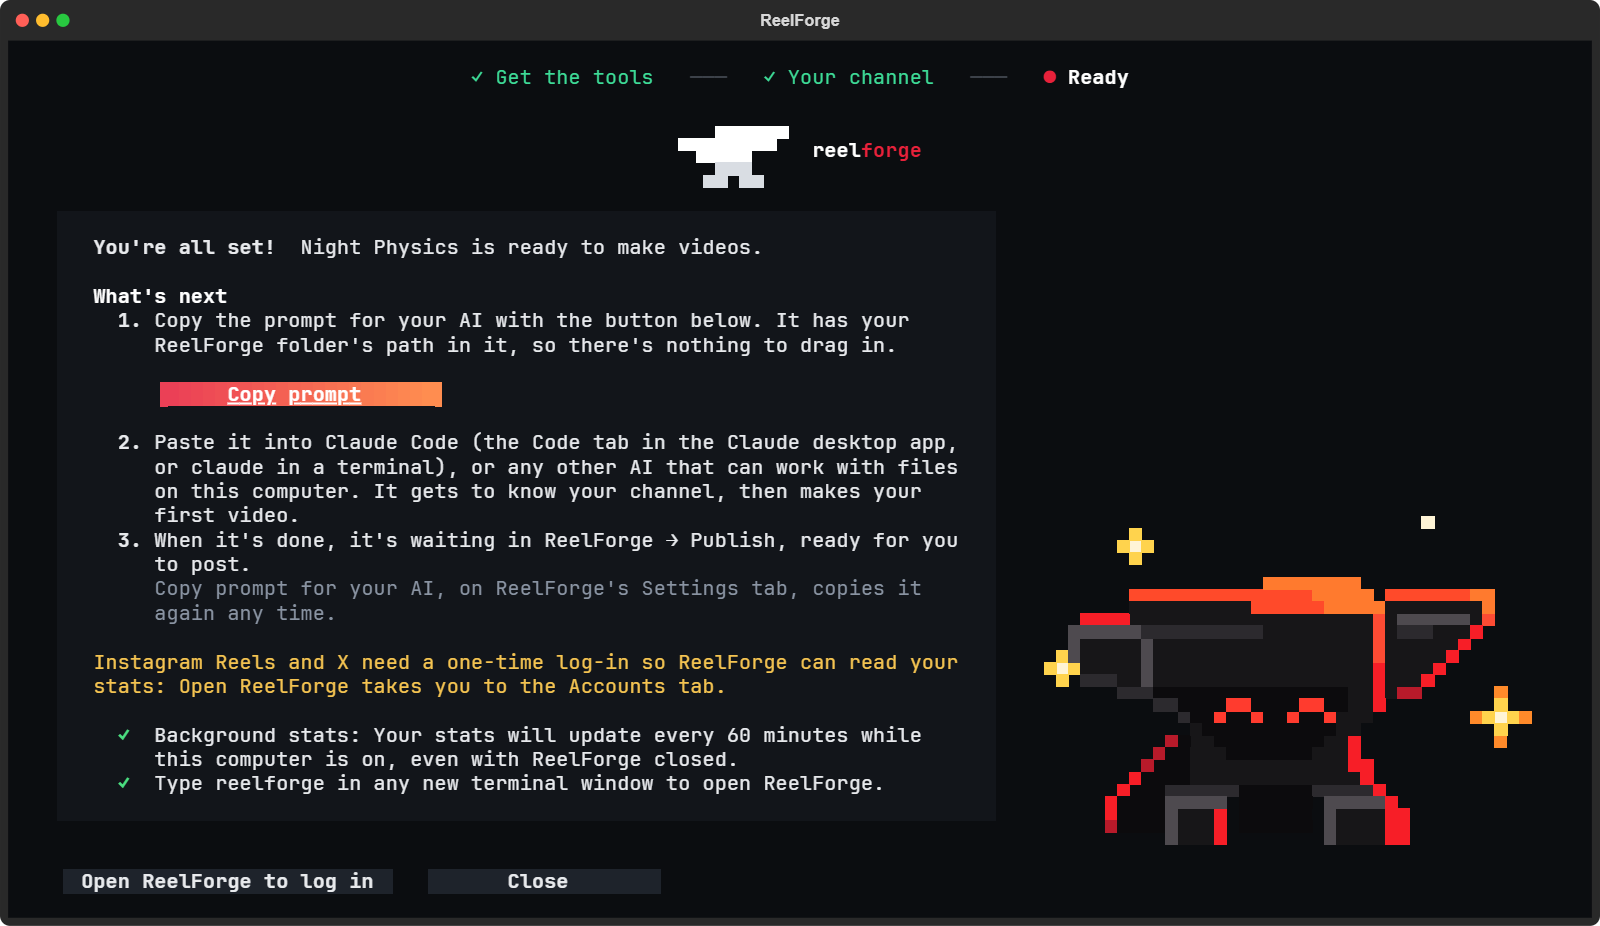 ReelForge
✓ Get the tools —— ✓ Your channel —— ● Ready
reelforge
You're all set!  Night Physics is ready to make videos.
What's next
1. Copy the prompt for your AI with the button below. It has your
ReelForge folder's path in it, so there's nothing to drag in.
Copy prompt
2. Paste it into Claude Code (the Code tab in the Claude desktop app,
or claude in a terminal), or any other AI that can work with files
on this computer. It gets to know your channel, then makes your
first video.
3. When it's done, it's waiting in ReelForge → Publish, ready for you
to post.
Copy prompt for your AI, on ReelForge's Settings tab, copies it
again any time.
Instagram Reels and X need a one-time log-in so ReelForge can read your
stats: Open ReelForge takes you to the Accounts tab.
✓ Background stats: Your stats will update every 60 minutes while
this computer is on, even with ReelForge closed.
✓ Type reelforge in any new terminal window to open ReelForge.
Open ReelForge to log in
Close